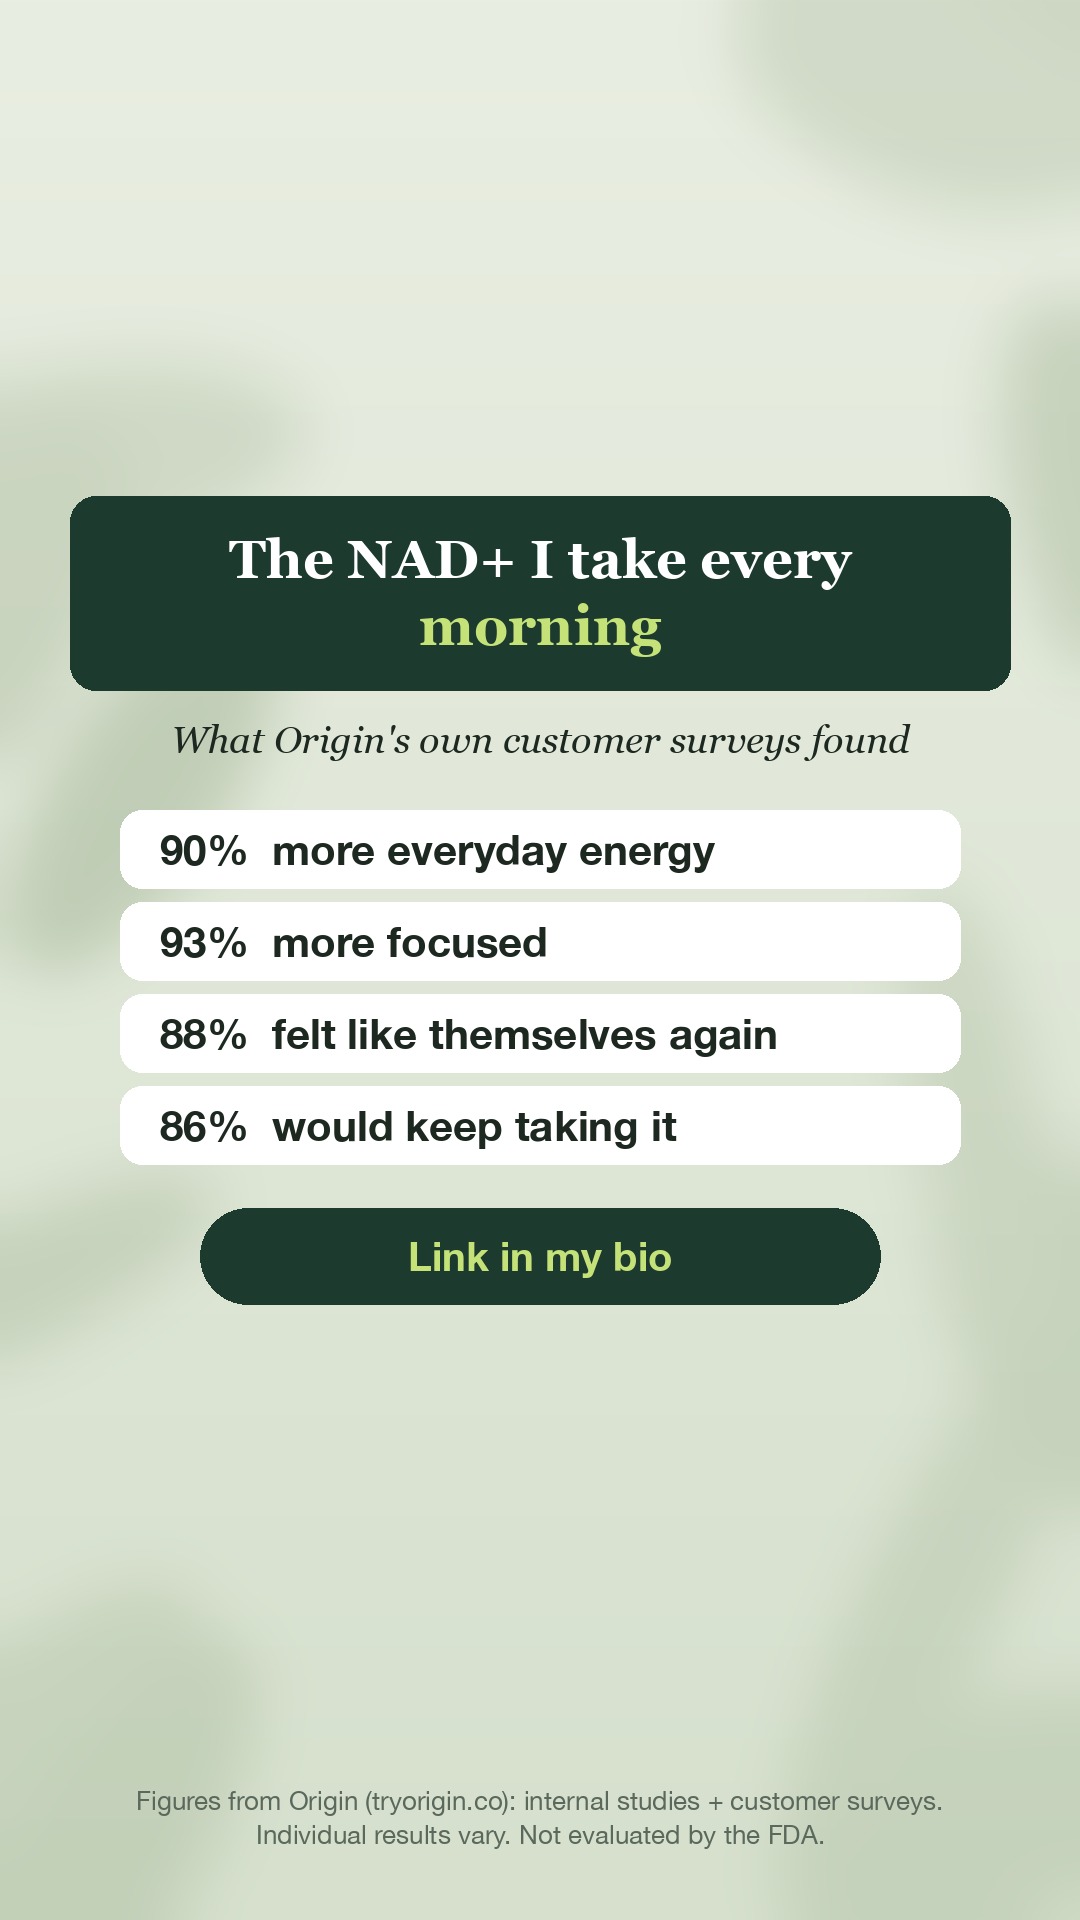 The NAD+ I take every
morning
What Origin's own customer surveys found
90% more everyday energy
93% more focused
88% felt like themselves again
86% would keep taking it
Link in my bio
Figures from Origin (tryorigin.co): internal studies + customer surveys.
Individual results vary. Not evaluated by the FDA.